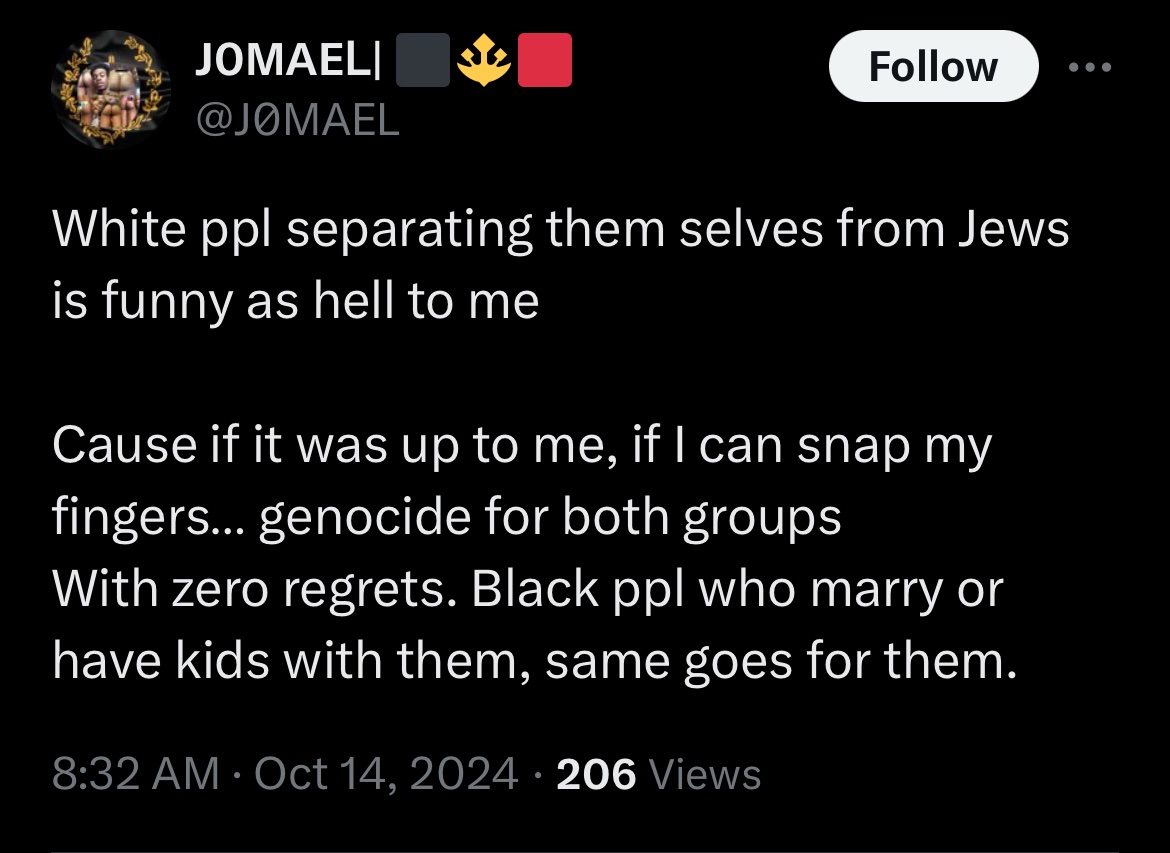 JOMAEL| ⬛🔱🟥
@JØMAEL
Follow
White ppl separating them selves from Jews
is funny as hell to me
Cause if it was up to me, if I can snap my
fingers... genocide for both groups
With zero regrets. Black ppl who marry or
have kids with them, same goes for them.
8:32 AM · Oct 14, 2024 · 206 Views